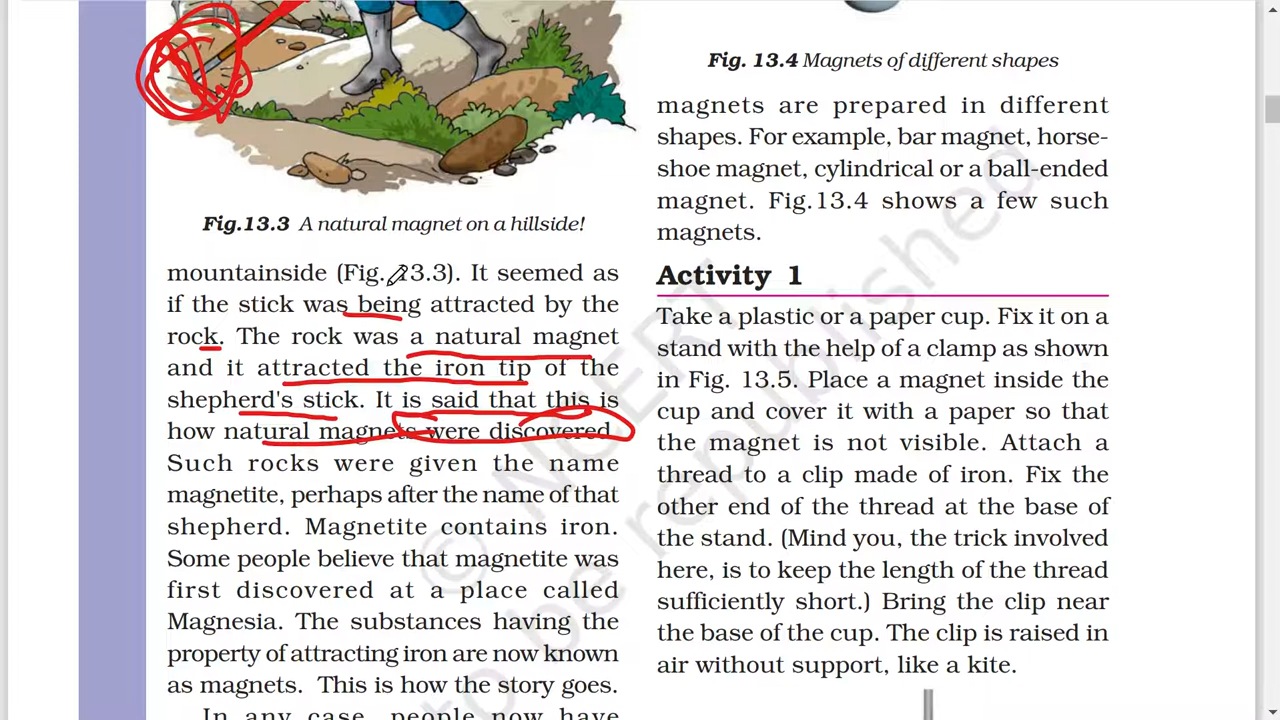 Fig.13.3 A natural magnet on a hillside!
mountainside (Fig. 13.3). It seemed as
if the stick was being attracted by the
rock. The rock was a natural magnet
and it attracted the iron tip of the
shepherd's stick. It is said that this is
how natural magnets were discovered.
Such rocks were given the name
magnetite, perhaps after the name of that
shepherd. Magnetite contains iron.
Some people believe that magnetite was
first discovered at a place called
Magnesia. The substances having the
property of attracting iron are now known
as magnets. This is how the story goes.
In any case, people now have
Fig. 13.4 Magnets of different shapes
magnets are prepared in different
shapes. For example, bar magnet, horse-
shoe magnet, cylindrical or a ball-ended
magnet. Fig.13.4 shows a few such
magnets.
Activity 1
Take a plastic or a paper cup. Fix it on a
stand with the help of a clamp as shown
in Fig. 13.5. Place a magnet inside the
cup and cover it with a paper so that
the magnet is not visible. Attach a
thread to a clip made of iron. Fix the
other end of the thread at the base of
the stand. (Mind you, the trick involved
here, is to keep the length of the thread
sufficiently short.) Bring the clip near
the base of the cup. The clip is raised in
air without support, like a kite.
© NCERT
to be republished